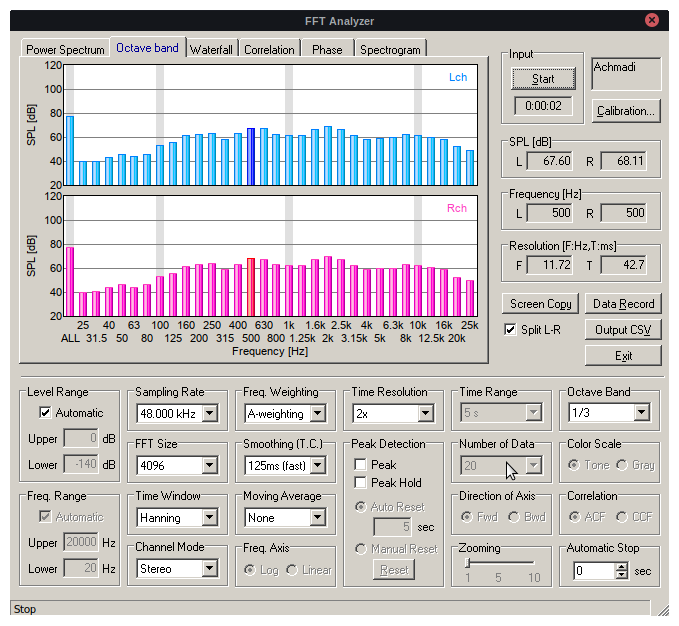 FFT Analyzer
Power Spectrum Octave band Waterfall Correlation Phase Spectrogram
120
100
80
60
40
20
SPL [dB]
Lch
120
100
80
60
40
20
SPL [dB]
Rch
25 40 63 100 160 250 400 630 1k 1.6k 2.5k 4k 6.3k 10k 16k 25k
ALL 31.5 50 80 125 200 315 500 800 1.25k 2k 3.15k 5k 8k 12.5k 20k
Frequency [Hz]
Input
Start
0:00:02
Achmadi
Calibration...
SPL [dB]
L 67.60 R 68.11
Frequency [Hz]
L 500 R 500
Resolution [F:Hz,T:ms]
F 11.72 T 42.7
Screen Copy Data Record
Split L-R Output CSV
Exit
Level Range
Automatic
Upper 0 dB
Lower -140 dB
Freq. Range
Automatic
Upper 20000 Hz
Lower 20 Hz
Sampling Rate
48.000 kHz
FFT Size
4096
Time Window
Hanning
Channel Mode
Stereo
Freq. Weighting
A-weighting
Smoothing (T.C.)
125ms (fast)
Moving Average
None
Freq. Axis
Log Linear
Time Resolution
2x
Peak Detection
Peak
Peak Hold
Auto Reset
5 sec
Manual Reset
Reset
Time Range
5 s
Number of Data
20
Direction of Axis
Fwd Bwd
Zooming
1 5 10
Octave Band
1/3
Color Scale
Tone Gray
Correlation
ACF CCF
Automatic Stop
0 sec
Stop